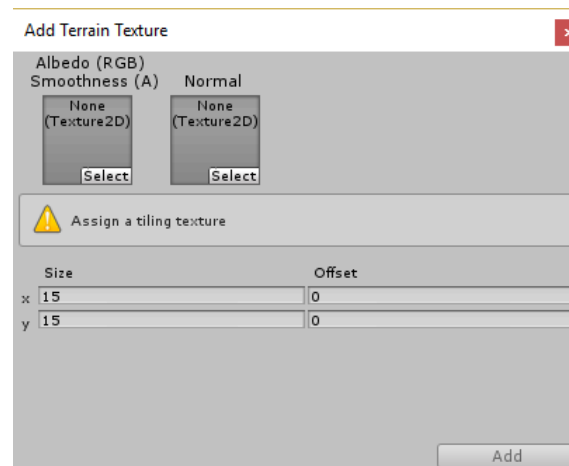 Add Terrain Texture
Albedo (RGB)
Smoothness (A) Normal
None None
(Texture2D) (Texture2D)
Select Select
Assign a tiling texture
Size Offset
x 15 0
y 15 0
Add